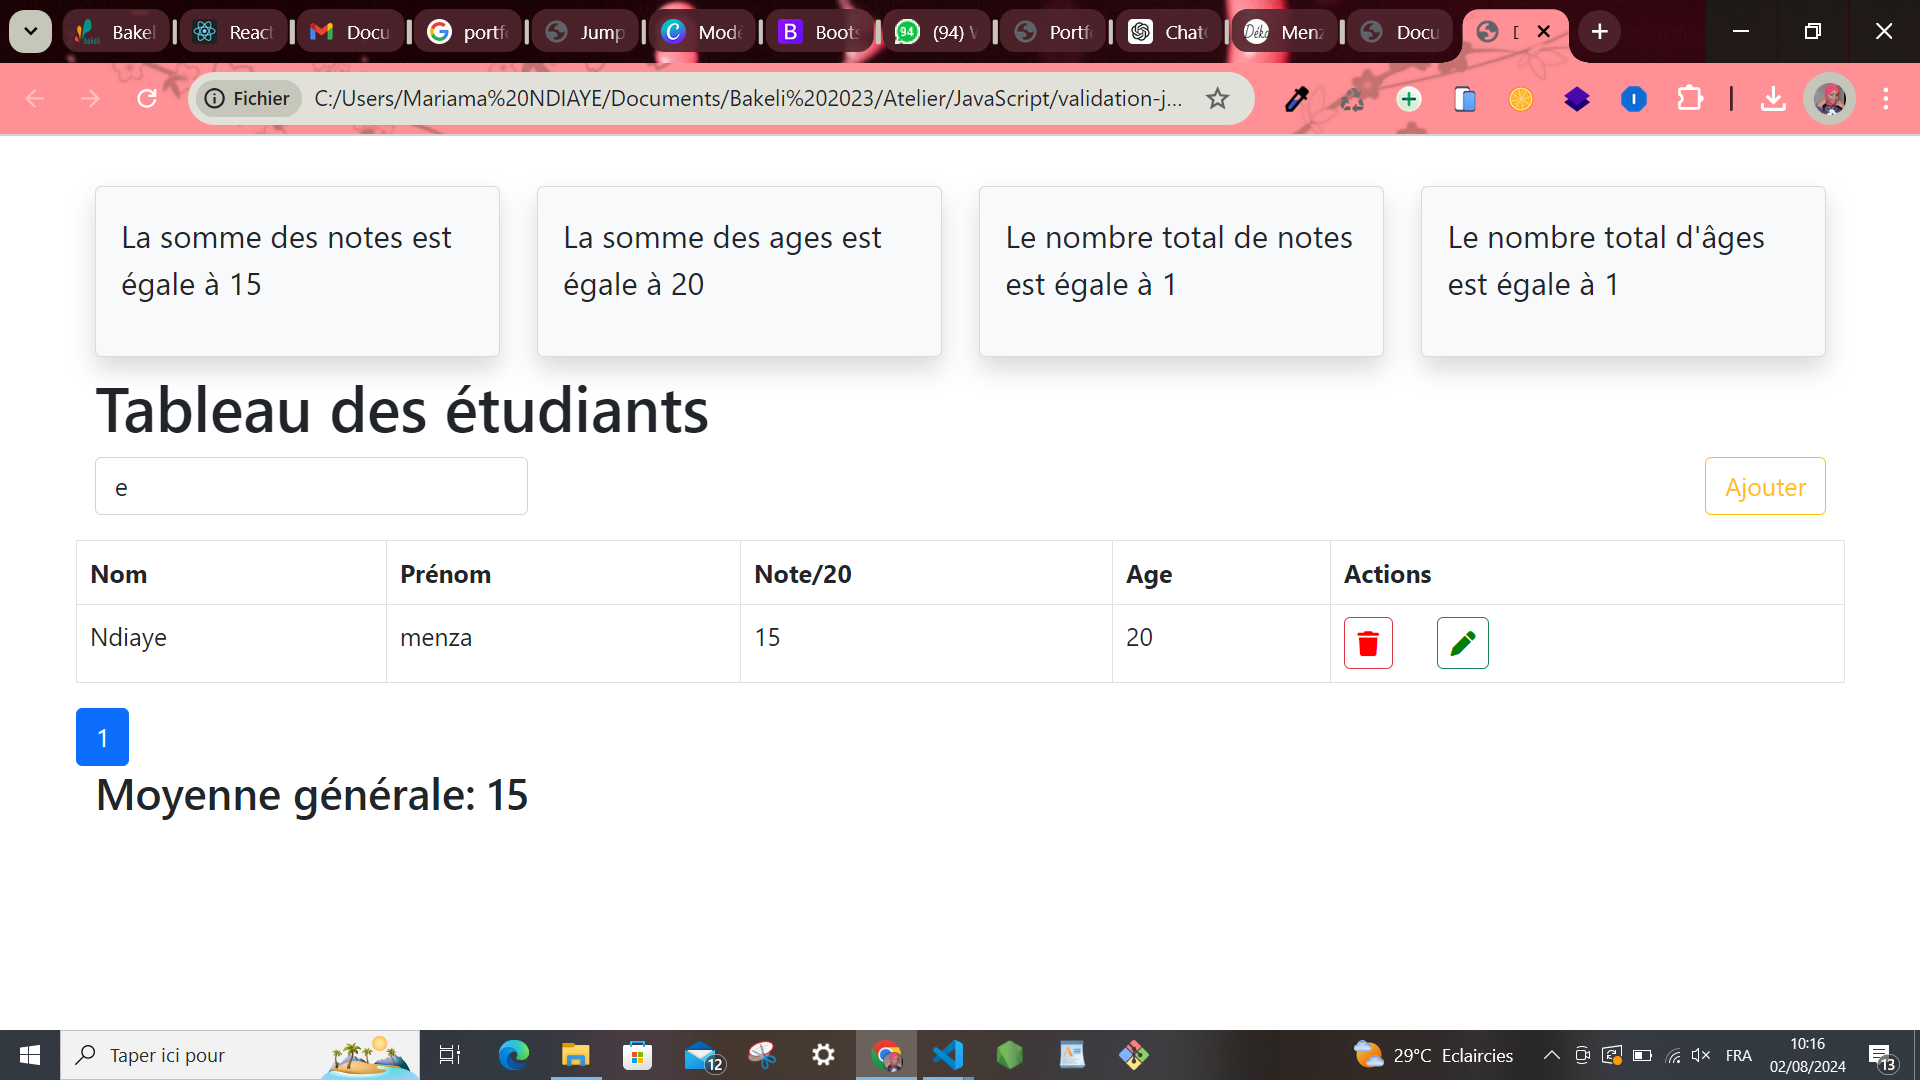 Bakel
React
Docu
portf
Jump
Mode
Boots
(94) W
Portfo
Chat
Menz
Docu
Fichier
C:/Users/Mariama%20NDIAYE/Documents/Bakeli%202023/Atelier/JavaScript/validation-j...
La somme des notes est
égale à 15
La somme des ages est
égale à 20
Le nombre total de notes
est égale à 1
Le nombre total d'âges
est égale à 1
Tableau des étudiants
e
Ajouter
Nom Prénom Note/20 Age Actions
Ndiaye menza 15 20
1
Moyenne générale: 15
Taper ici pour
12
29°C Eclaircies
FRA
10:16
02/08/2024
13